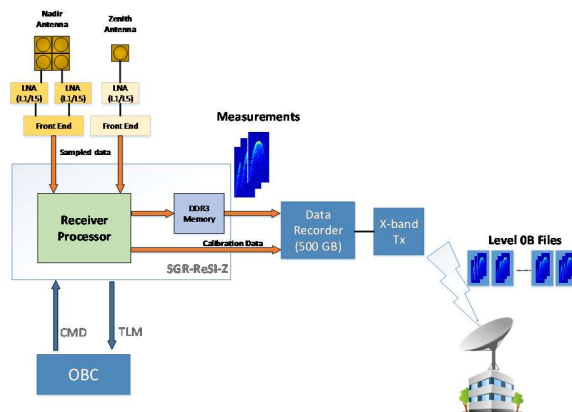 Nadir
Antenna
Zenith
Antenna
LNA
(L1/L5)
LNA
(L1/L5)
LNA
(L1/L5)
Front End
Front End
Sampled data
Measurements
Receiver
Processor
DDR3
Memory
Data
Recorder
(500 GB)
X-band
Tx
Calibration Data
SGR-ReSI-Z
Level 0B Files
CMD
TLM
OBC